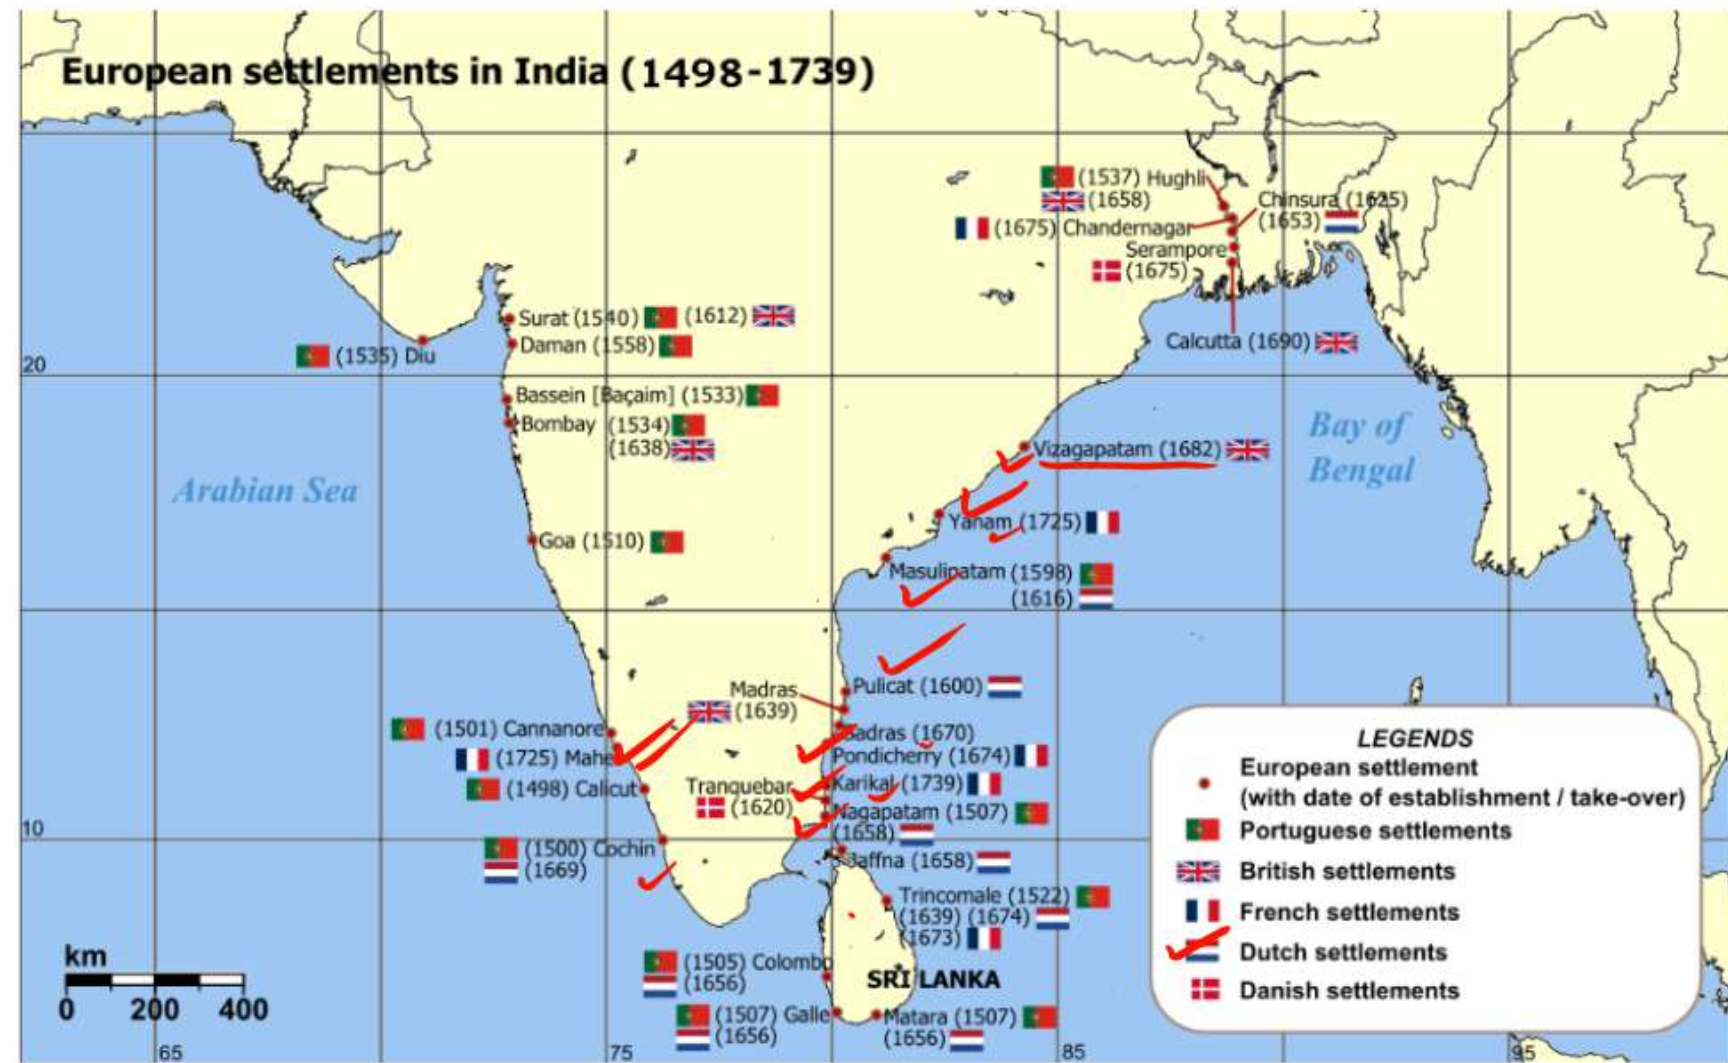 European settlements in India (1498-1739)
(1537) Hughli
(1658)
Chinsura (1625)
(1653)
(1675) Chandernagar
Serampore
(1675)
Calcutta (1690)
Surat (1540) (1612)
Daman (1558)
(1535) Diu
20
Bassein [Baçaim] (1533)
Bombay (1534)
(1638)
Arabian Sea
Bay of
Bengal
Vizagapatam (1682)
Goa (1510)
Yanam (1725)
Masulipatam (1598)
(1616)
Pulicat (1600)
Madras
(1639)
(1501) Cannanore
Sadras (1670)
(1725) Mahe
Pondicherry (1674)
(1498) Calicut
Tranquebar
(1620)
Karikal (1739)
Nagapatam (1507)
(1658)
10
(1500) Cochin
(1669)
Jaffna (1658)
Trincomale (1522)
(1639) (1674)
(1673)
(1505) Colombo
(1656)
SRI LANKA
(1507) Galle
(1656)
Matara (1507)
(1656)
km
0 200 400
65 75 85 95
LEGENDS
European settlement
(with date of establishment / take-over)
Portuguese settlements
British settlements
French settlements
Dutch settlements
Danish settlements